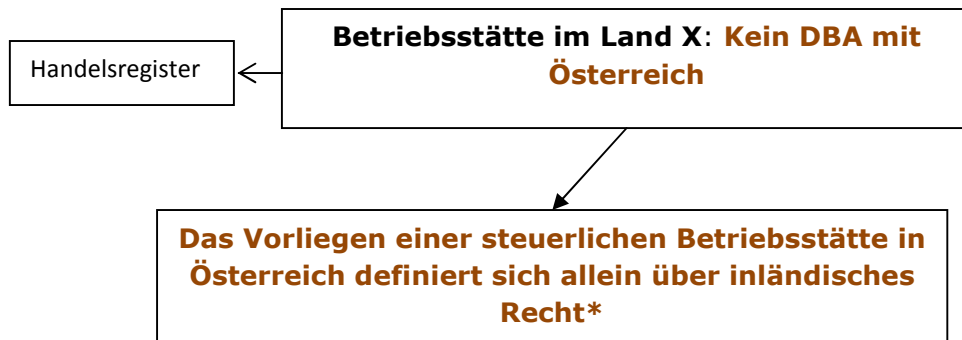 Betriebsstätte im Land X: Kein DBA mit
Österreich
Handelsregister
Das Vorliegen einer steuerlichen Betriebsstätte in
Österreich definiert sich allein über inländisches
Recht*